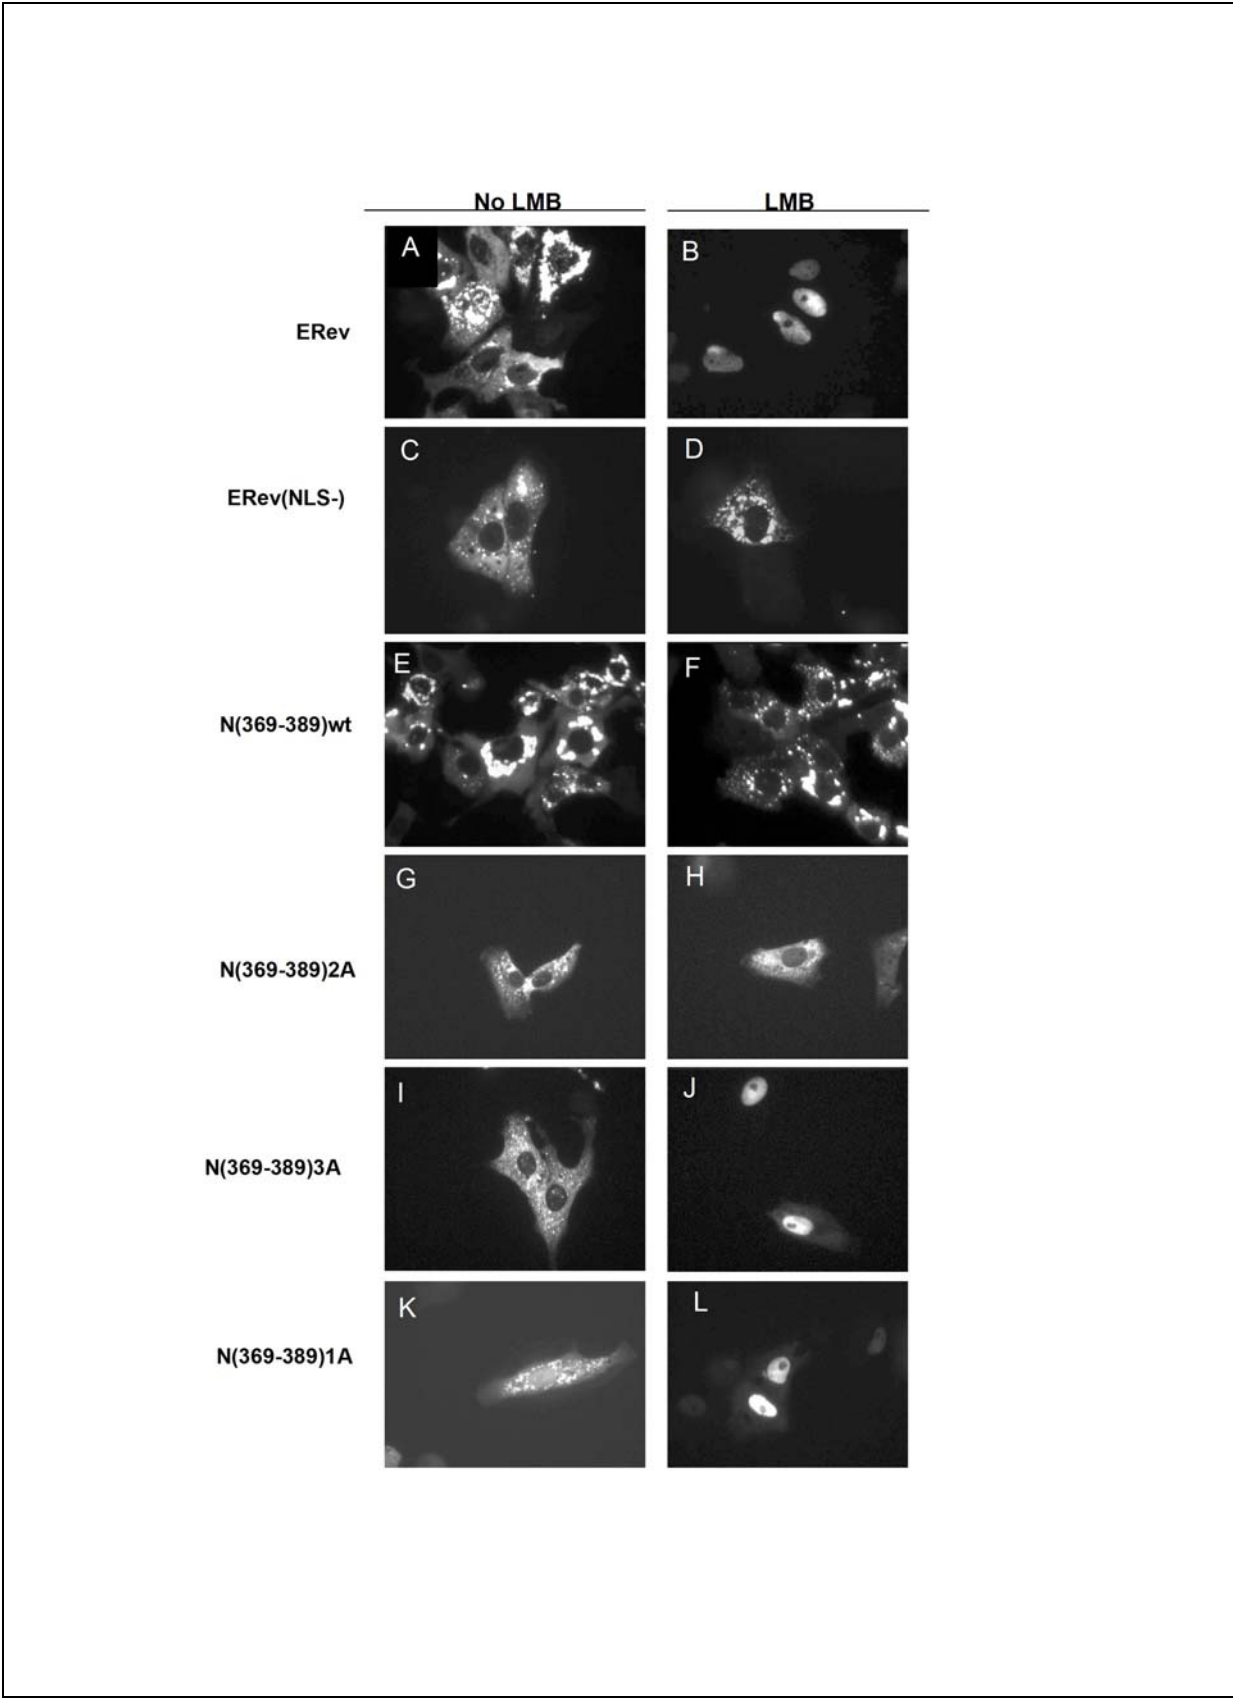 No LMB LMB
A B
ERev
C D
ERev(NLS-)
E F
N(369-389)wt
G H
N(369-389)2A
I J
N(369-389)3A
K L
N(369-389)1A